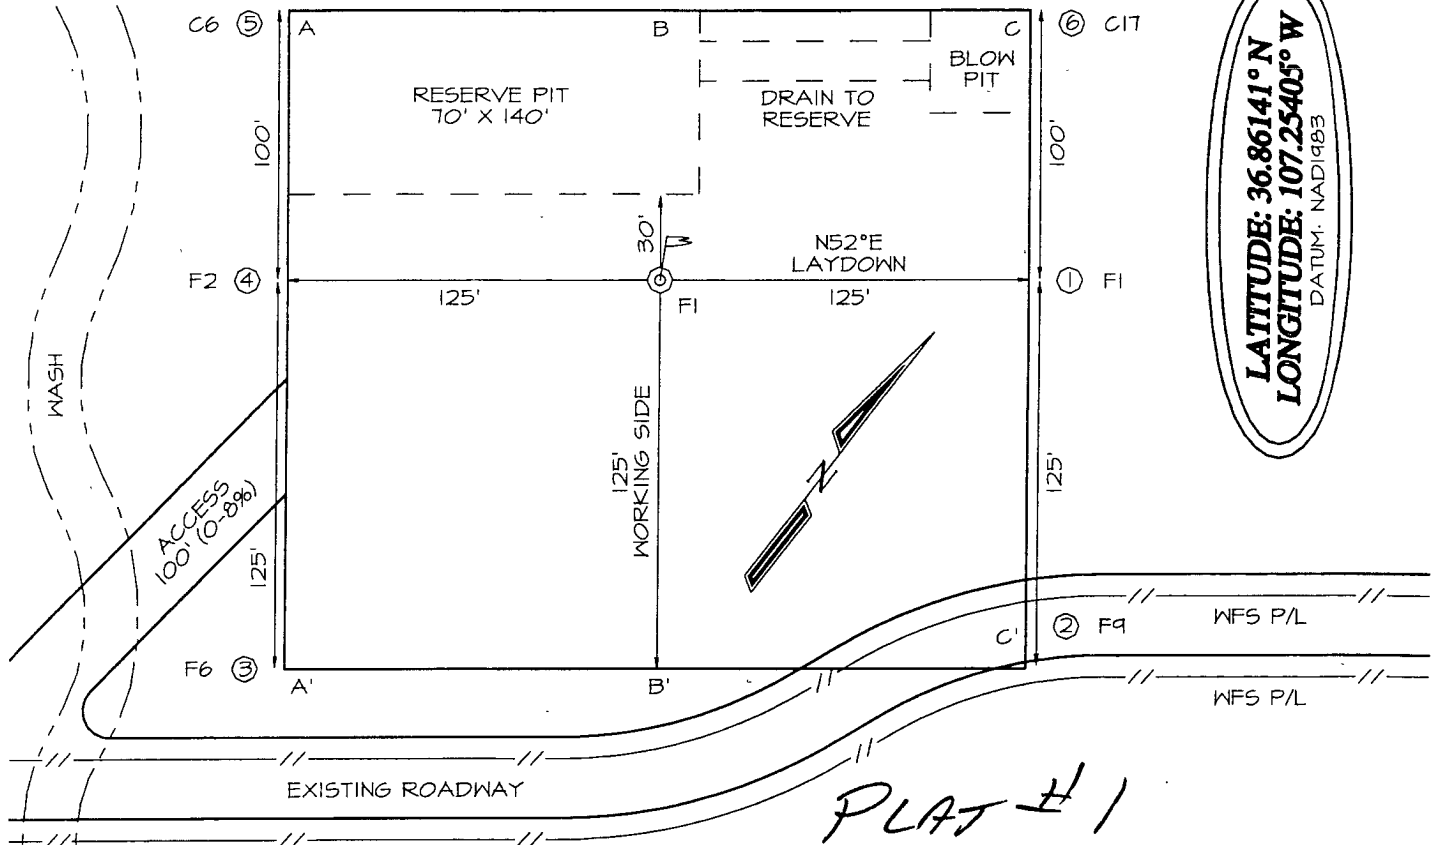 C6 ⑤
A
B
C
⑥ C17
RESERVE PIT
70' X 140'
DRAIN TO
RESERVE
BLOW
PIT
100'
100'
LATITUDE: 36.86141° N
LONGITUDE: 107.25405° W
DATUM: NAD1983
30'
N52°E
LAYDOWN
F2 ④
125'
F1
125'
① F1
WASH
ACCESS
100' (0-8%)
125'
125'
WORKING SIDE
N
125'
F6 ③
A'
B'
C'
② F9
WFS P/L
WFS P/L
EXISTING ROADWAY
PLAT #1